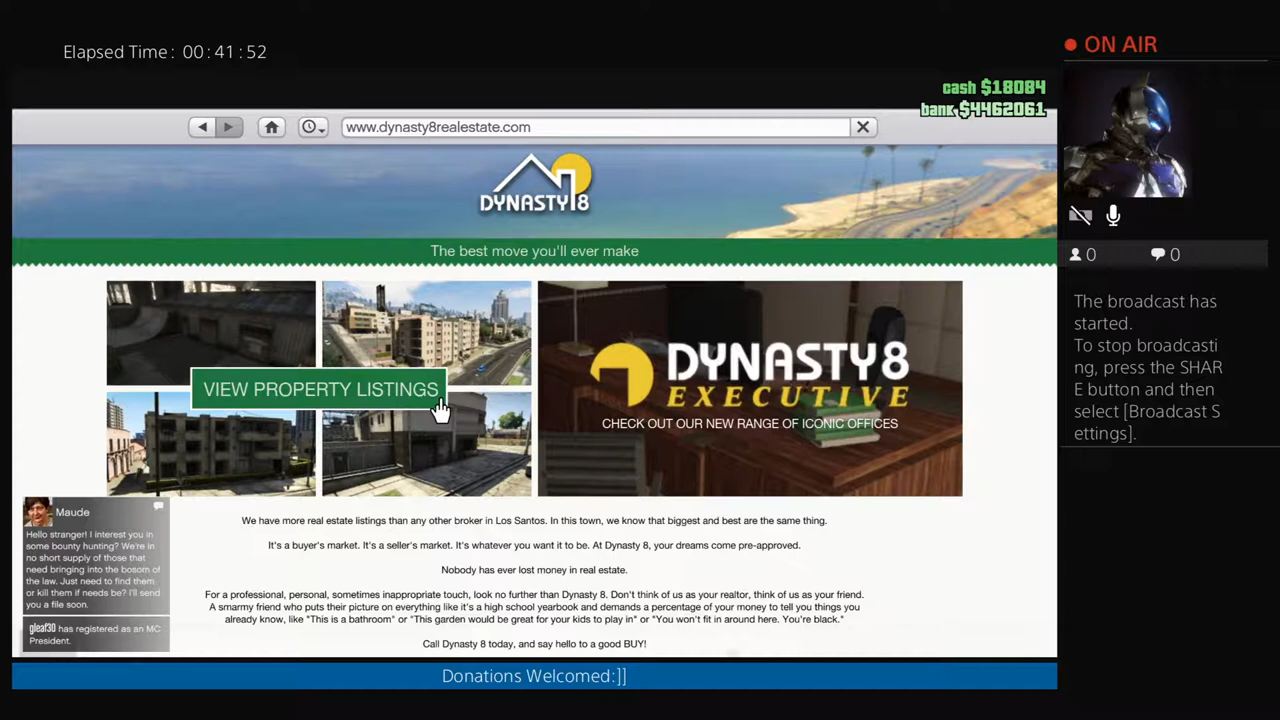 Elapsed Time: 00:41:52
ON AIR
cash $18084
bank $4462061
www.dynasty8realestate.com
DYNASTY8
The best move you'll ever make
0 0
VIEW PROPERTY LISTINGS
DYNASTY8
EXECUTIVE
CHECK OUT OUR NEW RANGE OF ICONIC OFFICES
The broadcast has
started.
To stop broadcasti
ng, press the SHAR
E button and then
select [Broadcast S
ettings].
Maude
Hello stranger! I interest you in
some bounty hunting? We're in
no short supply of those that
need bringing into the bosom of
the law. Just need to find them
or kill them if needs be? I'll send
you a file soon.
gleaf30 has registered as an MC
President.
We have more real estate listings than any other broker in Los Santos. In this town, we know that biggest and best are the same thing.
It's a buyer's market. It's a seller's market. It's whatever you want it to be. At Dynasty 8, your dreams come pre-approved.
Nobody has ever lost money in real estate.
For a professional, personal, sometimes inappropriate touch, look no further than Dynasty 8. Don't think of us as your realtor, think of us as your friend.
A smarmy friend who puts their picture on everything like it's a high school yearbook and demands a percentage of your money to tell you things you
already know, like "This is a bathroom" or "This garden would be great for your kids to play in" or "You won't fit in around here. You're black."
Call Dynasty 8 today, and say hello to a good BUY!
Donations Welcomed:]]